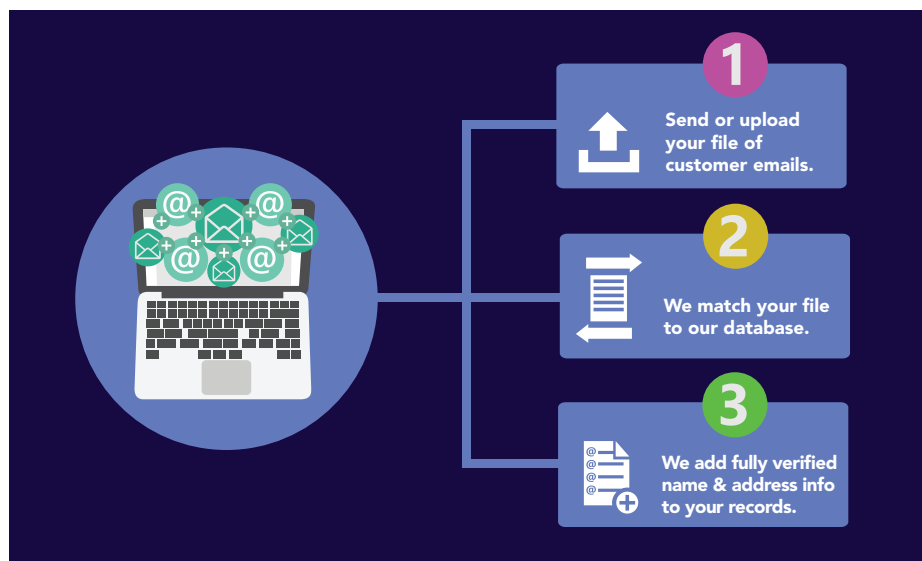 1
Send or upload
your file of
customer emails.
2
We match your file
to our database.
3
We add fully verified
name & address info
to your records.
@ @
@ @
@
@
@
@